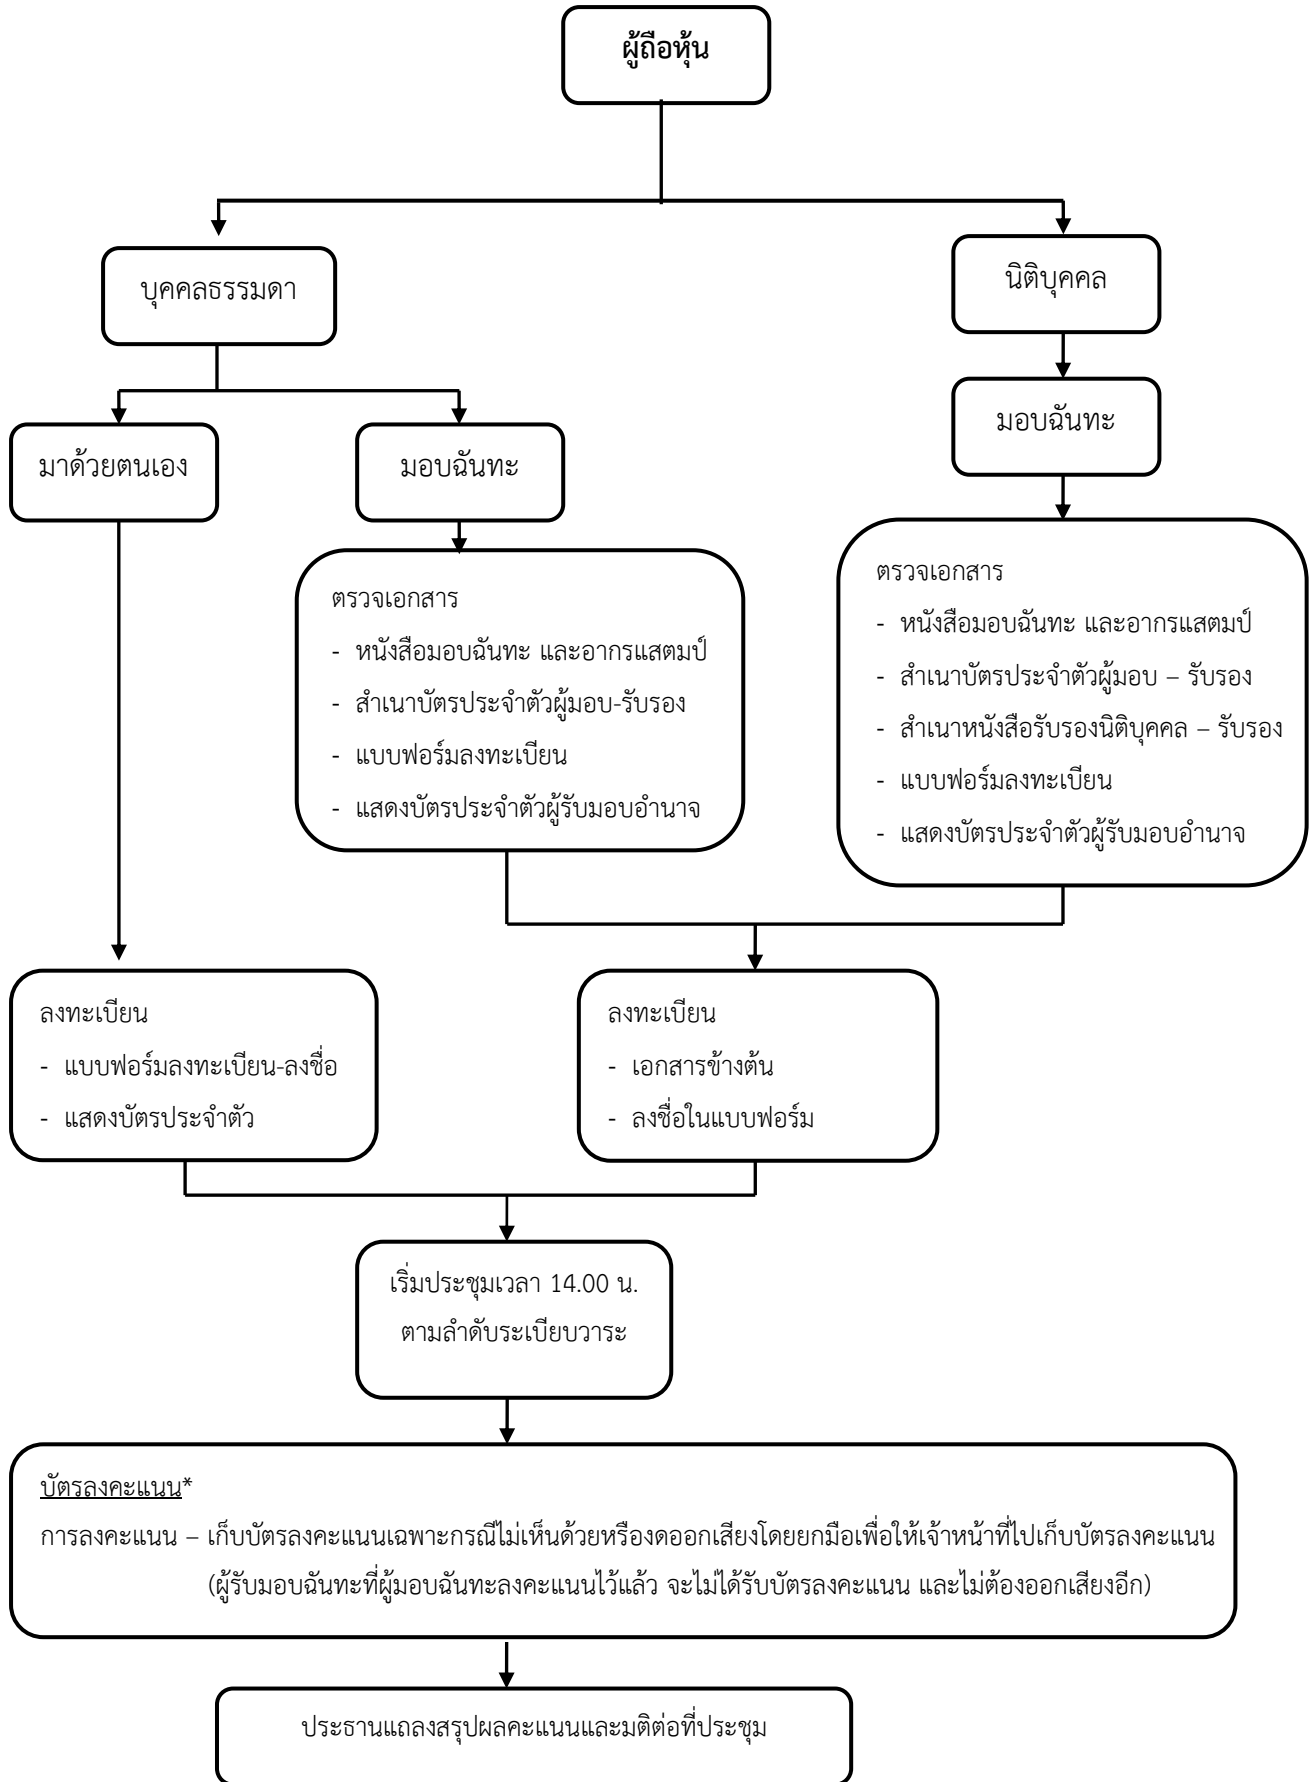 ผู้ถือหุ้น
บุคคลธรรมดา
นิติบุคคล
มาด้วยตนเอง
มอบฉันทะ
มอบฉันทะ
ตรวจเอกสาร
- หนังสือมอบฉันทะ และอากรแสตมป์
- สำเนาบัตรประจำตัวผู้มอบ-รับรอง
- แบบฟอร์มลงทะเบียน
- แสดงบัตรประจำตัวผู้รับมอบอำนาจ
ตรวจเอกสาร
- หนังสือมอบฉันทะ และอากรแสตมป์
- สำเนาบัตรประจำตัวผู้มอบ – รับรอง
- สำเนาหนังสือรับรองนิติบุคคล – รับรอง
- แบบฟอร์มลงทะเบียน
- แสดงบัตรประจำตัวผู้รับมอบอำนาจ
ลงทะเบียน
- แบบฟอร์มลงทะเบียน-ลงชื่อ
- แสดงบัตรประจำตัว
ลงทะเบียน
- เอกสารข้างต้น
- ลงชื่อในแบบฟอร์ม
เริ่มประชุมเวลา 14.00 น.
ตามลำดับระเบียบวาระ
บัตรลงคะแนน*
การลงคะแนน – เก็บบัตรลงคะแนนเฉพาะกรณีไม่เห็นด้วยหรืองดออกเสียงโดยยกมือเพื่อให้เจ้าหน้าที่ไปเก็บบัตรลงคะแนน
(ผู้รับมอบฉันทะที่ผู้มอบฉันทะลงคะแนนไว้แล้ว จะไม่ได้รับบัตรลงคะแนน และไม่ต้องออกเสียงอีก)
ประธานแถลงสรุปผลคะแนนและมติต่อที่ประชุม